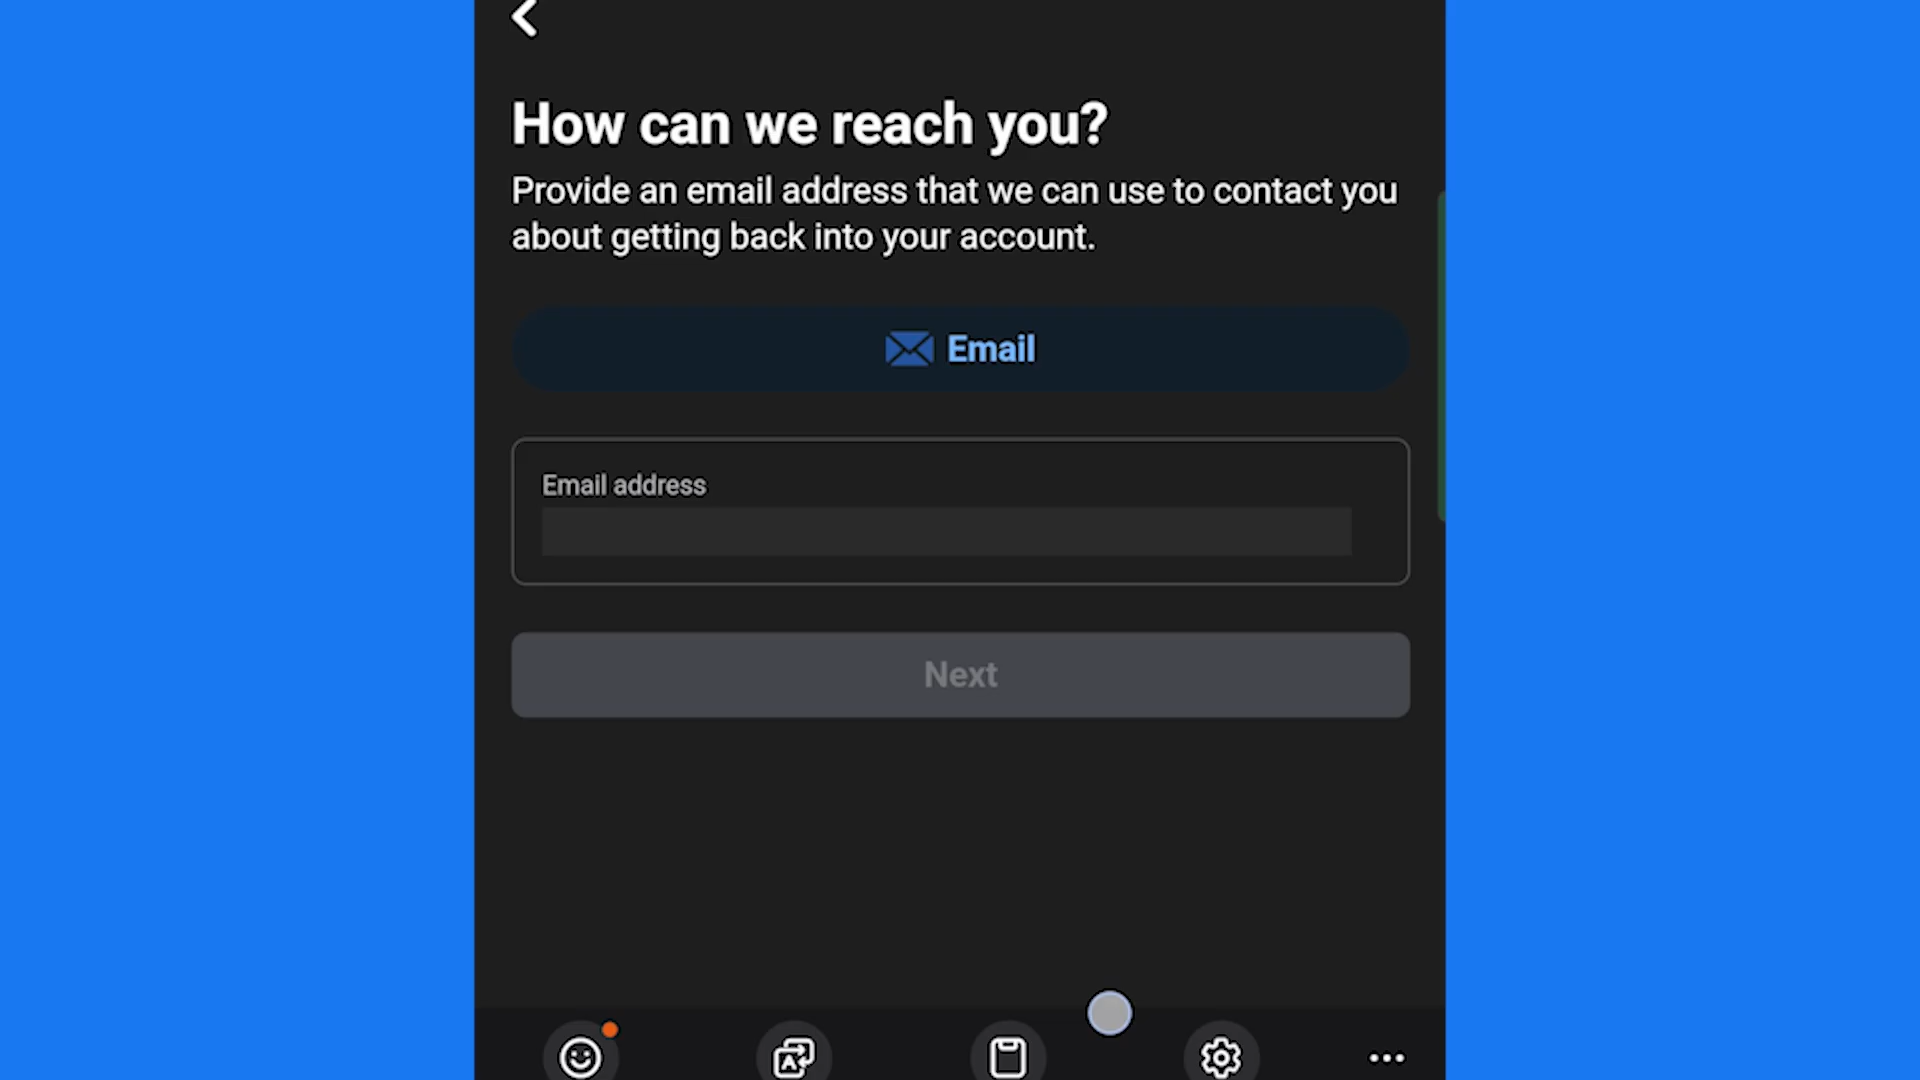 How can we reach you?
Provide an email address that we can use to contact you
about getting back into your account.
Email
Email address
Next